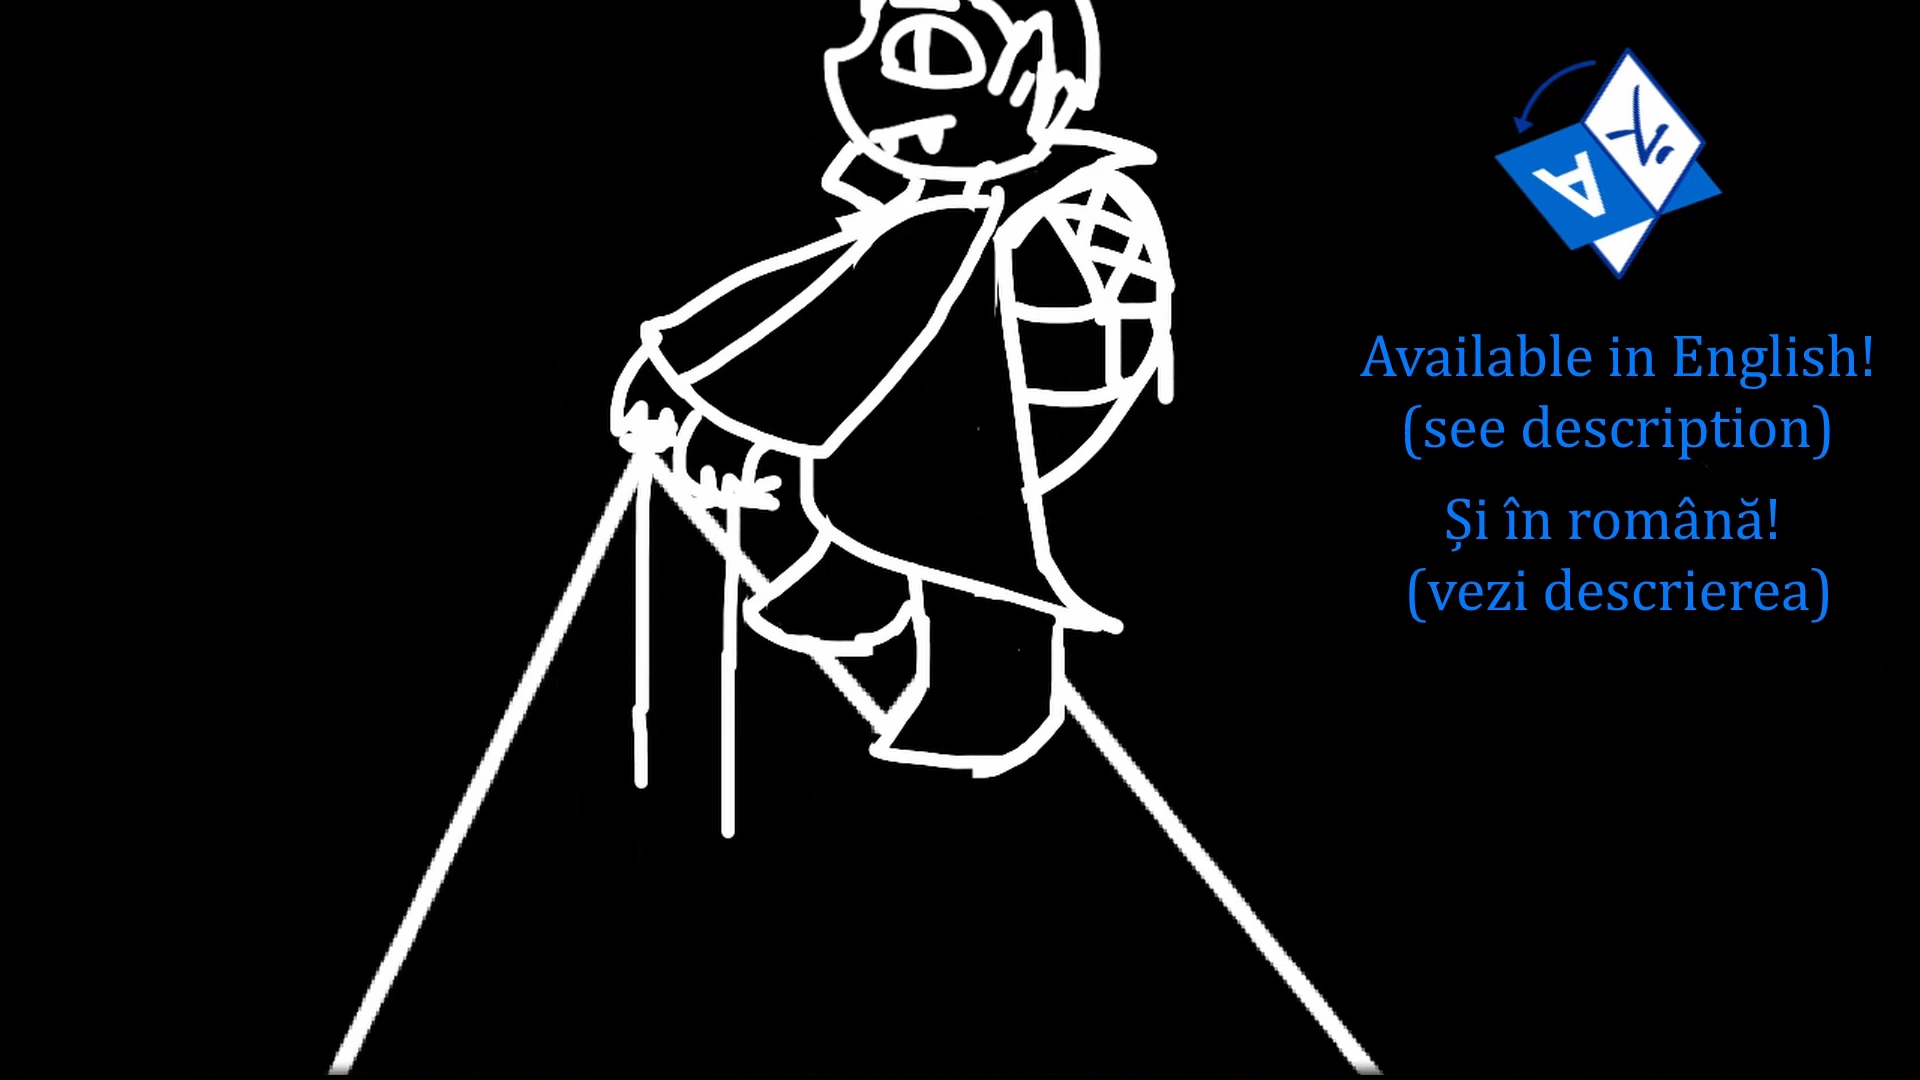 A
Available in English!
(see description)
Și în română!
(vezi descrierea)